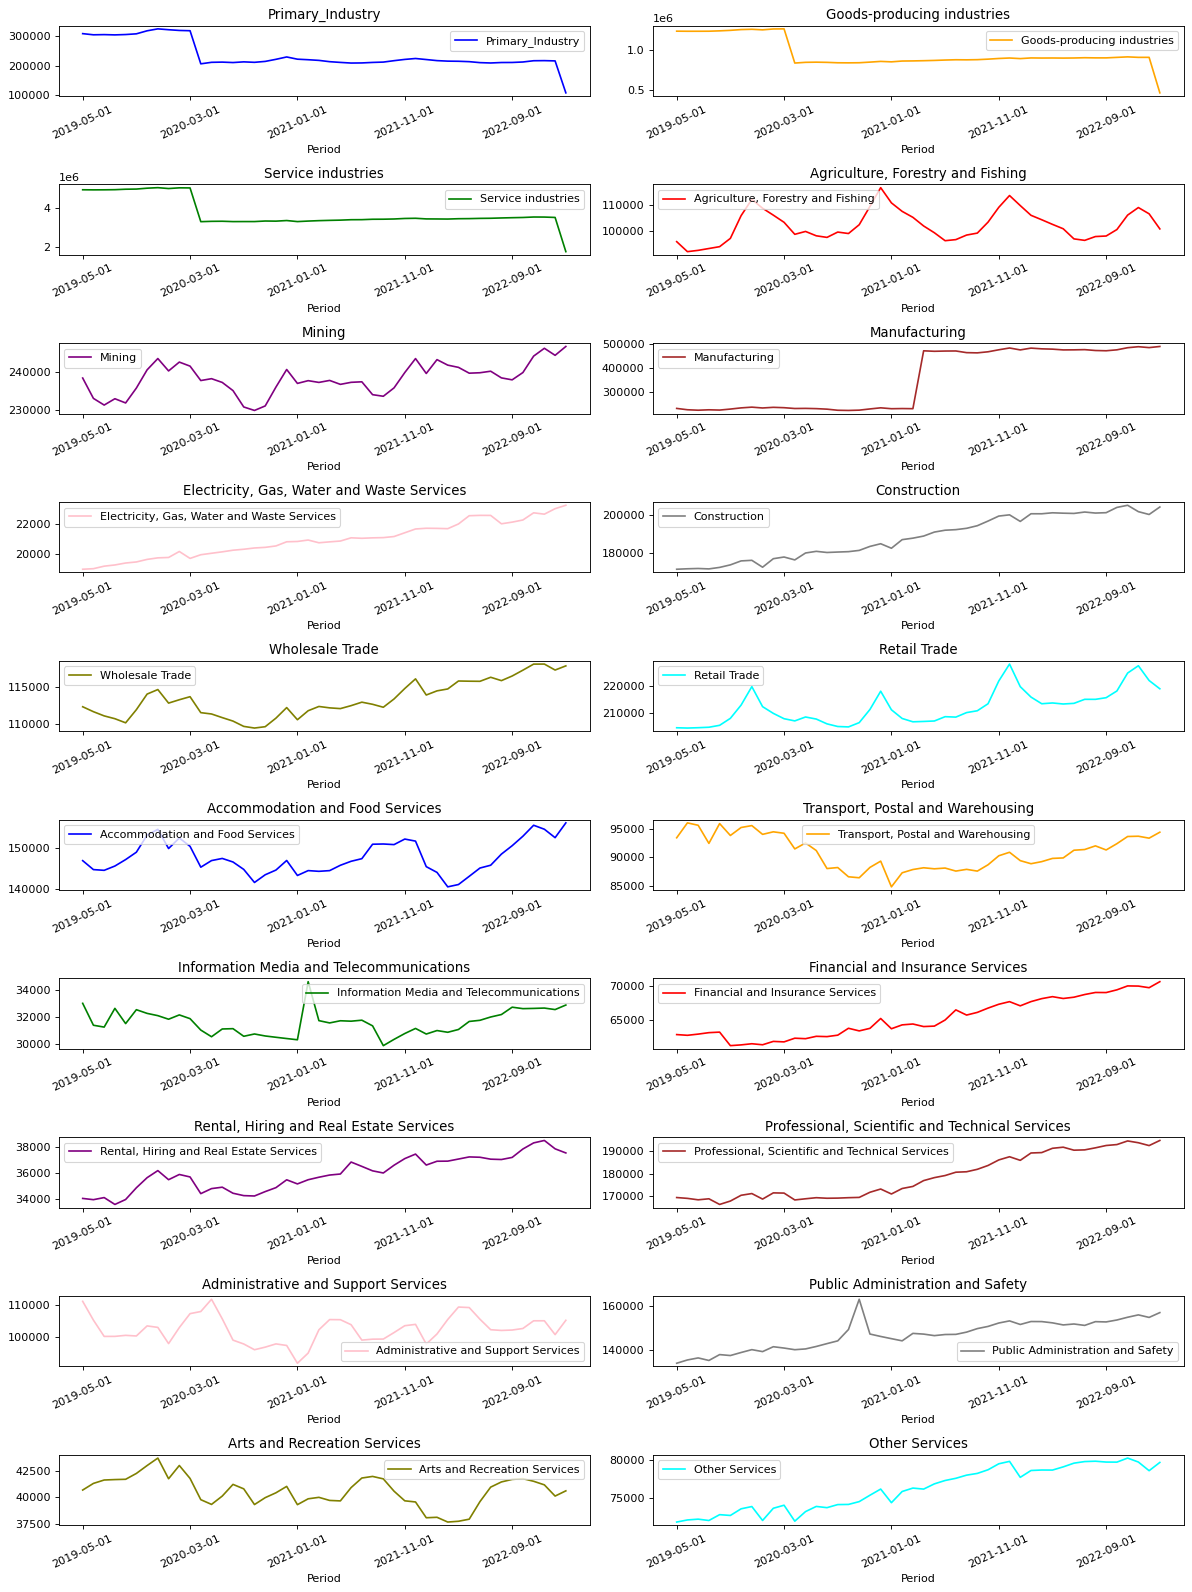 Primary_Industry
300000
200000
100000
Primary_Industry
2019-05-01 2020-03-01 2021-01-01 2021-11-01 2022-09-01
Period
Goods-producing industries
1e6
1.0
0.5
Goods-producing industries
2019-05-01 2020-03-01 2021-01-01 2021-11-01 2022-09-01
Period
Service industries
1e6
4
2
Service industries
2019-05-01 2020-03-01 2021-01-01 2021-11-01 2022-09-01
Period
Agriculture, Forestry and Fishing
110000
100000
Agriculture, Forestry and Fishing
2019-05-01 2020-03-01 2021-01-01 2021-11-01 2022-09-01
Period
Mining
240000
230000
Mining
2019-05-01 2020-03-01 2021-01-01 2021-11-01 2022-09-01
Period
Manufacturing
500000
400000
300000
Manufacturing
2019-05-01 2020-03-01 2021-01-01 2021-11-01 2022-09-01
Period
Electricity, Gas, Water and Waste Services
22000
20000
Electricity, Gas, Water and Waste Services
2019-05-01 2020-03-01 2021-01-01 2021-11-01 2022-09-01
Period
Construction
200000
180000
Construction
2019-05-01 2020-03-01 2021-01-01 2021-11-01 2022-09-01
Period
Wholesale Trade
115000
110000
Wholesale Trade
2019-05-01 2020-03-01 2021-01-01 2021-11-01 2022-09-01
Period
Retail Trade
220000
210000
Retail Trade
2019-05-01 2020-03-01 2021-01-01 2021-11-01 2022-09-01
Period
Accommodation and Food Services
150000
140000
Accommodation and Food Services
2019-05-01 2020-03-01 2021-01-01 2021-11-01 2022-09-01
Period
Transport, Postal and Warehousing
95000
90000
85000
Transport, Postal and Warehousing
2019-05-01 2020-03-01 2021-01-01 2021-11-01 2022-09-01
Period
Information Media and Telecommunications
34000
32000
30000
Information Media and Telecommunications
2019-05-01 2020-03-01 2021-01-01 2021-11-01 2022-09-01
Period
Financial and Insurance Services
70000
65000
Financial and Insurance Services
2019-05-01 2020-03-01 2021-01-01 2021-11-01 2022-09-01
Period
Rental, Hiring and Real Estate Services
38000
36000
34000
Rental, Hiring and Real Estate Services
2019-05-01 2020-03-01 2021-01-01 2021-11-01 2022-09-01
Period
Professional, Scientific and Technical Services
190000
180000
170000
Professional, Scientific and Technical Services
2019-05-01 2020-03-01 2021-01-01 2021-11-01 2022-09-01
Period
Administrative and Support Services
110000
100000
Administrative and Support Services
2019-05-01 2020-03-01 2021-01-01 2021-11-01 2022-09-01
Period
Public Administration and Safety
160000
140000
Public Administration and Safety
2019-05-01 2020-03-01 2021-01-01 2021-11-01 2022-09-01
Period
Arts and Recreation Services
42500
40000
37500
Arts and Recreation Services
2019-05-01 2020-03-01 2021-01-01 2021-11-01 2022-09-01
Period
Other Services
80000
75000
Other Services
2019-05-01 2020-03-01 2021-01-01 2021-11-01 2022-09-01
Period